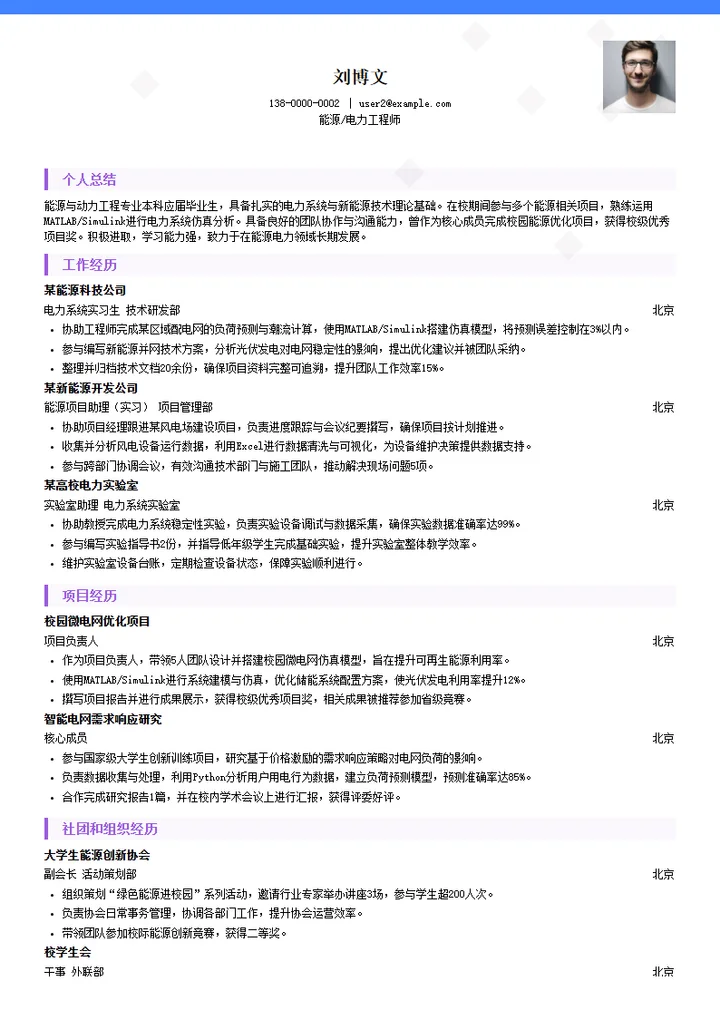 刘博文
138-0000-0002 | user2@example.com
能源/电力工程师
个人总结
能源与动力工程专业本科应届毕业生，具备扎实的电力系统与新能源技术理论基础。在校期间参与多个能源相关项目，熟练运用
MATLAB/Simulink进行电力系统仿真分析。具备良好的团队协作与沟通能力，曾作为核心成员完成校园能源优化项目，获得校级优秀
项目奖。积极进取，学习能力强，致力于在能源电力领域长期发展。
工作经历
某能源科技公司
电力系统实习生 技术研发部 北京
• 协助工程师完成某区域配电网的负荷预测与潮流计算，使用MATLAB/Simulink搭建仿真模型，将预测误差控制在3%以内。
• 参与编写新能源并网技术方案，分析光伏发电对电网稳定性的影响，提出优化建议并被团队采纳。
• 整理并归档技术文档20余份，确保项目资料完整可追溯，提升团队工作效率15%。
某新能源开发公司
能源项目助理（实习） 项目管理部 北京
• 协助项目经理跟进某风电场建设项目，负责进度跟踪与会议纪要撰写，确保项目按计划推进。
• 收集并分析风电设备运行数据，利用Excel进行数据清洗与可视化，为设备维护决策提供数据支持。
• 参与跨部门协调会议，有效沟通技术部门与施工团队，推动解决现场问题5项。
某高校电力实验室
实验室助理 电力系统实验室 北京
• 协助教授完成电力系统稳定性实验，负责实验设备调试与数据采集，确保实验数据准确率达99%。
• 参与编写实验指导书2份，并指导低年级学生完成基础实验，提升实验室整体教学效率。
• 维护实验室设备台账，定期检查设备状态，保障实验顺利进行。
项目经历
校园微电网优化项目
项目负责人 北京
• 作为项目负责人，带领5人团队设计并搭建校园微电网仿真模型，旨在提升可再生能源利用率。
• 使用MATLAB/Simulink进行系统建模与仿真，优化储能系统配置方案，使光伏发电利用率提升12%。
• 撰写项目报告并进行成果展示，获得校级优秀项目奖，相关成果被推荐参加省级竞赛。
智能电网需求响应研究
核心成员 北京
• 参与国家级大学生创新训练项目，研究基于价格激励的需求响应策略对电网负荷的影响。
• 负责数据收集与处理，利用Python分析用户用电行为数据，建立负荷预测模型，预测准确率达85%。
• 合作完成研究报告1篇，并在校内学术会议上进行汇报，获得评委好评。
社团和组织经历
大学生能源创新协会
副会长 活动策划部 北京
• 组织策划“绿色能源进校园”系列活动，邀请行业专家举办讲座3场，参与学生超200人次。
• 负责协会日常事务管理，协调各部门工作，提升协会运营效率。
• 带领团队参加校际能源创新竞赛，获得二等奖。
校学生会
干事 外联部 北京